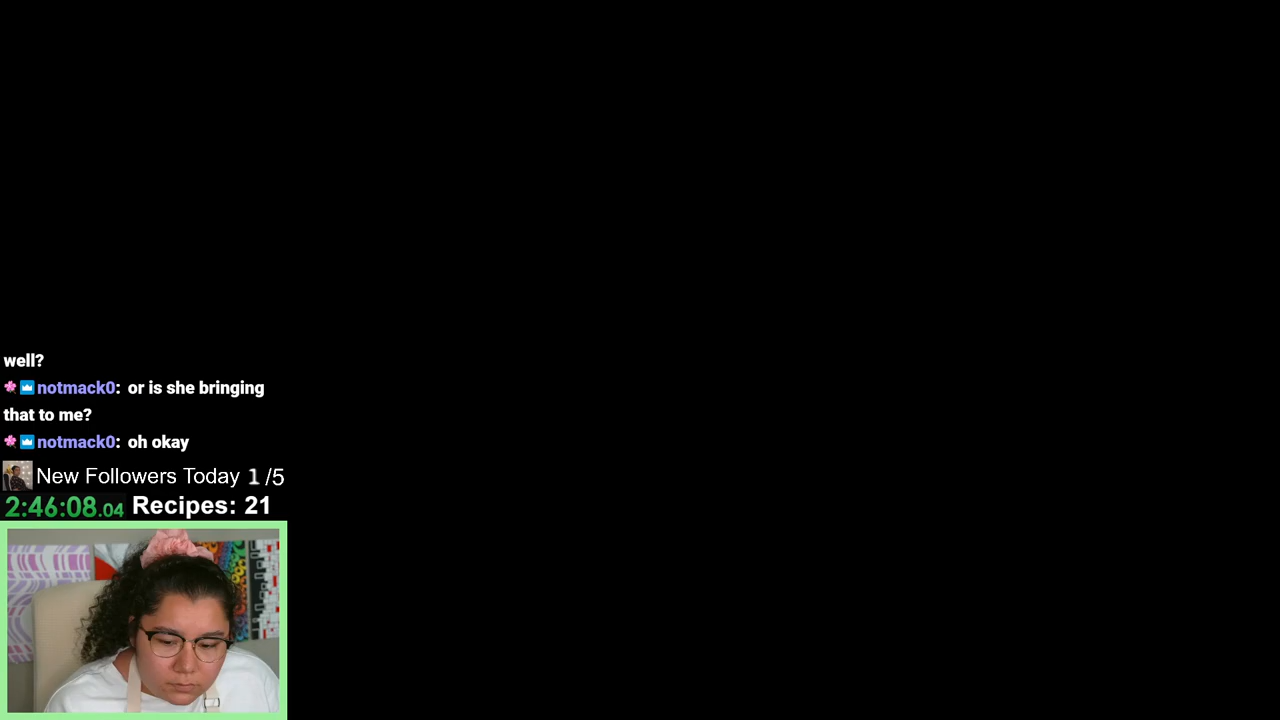 well?
notmack0: or is she bringing
that to me?
notmack0: oh okay
New Followers Today 1 /5
2:46:08.04 Recipes: 21